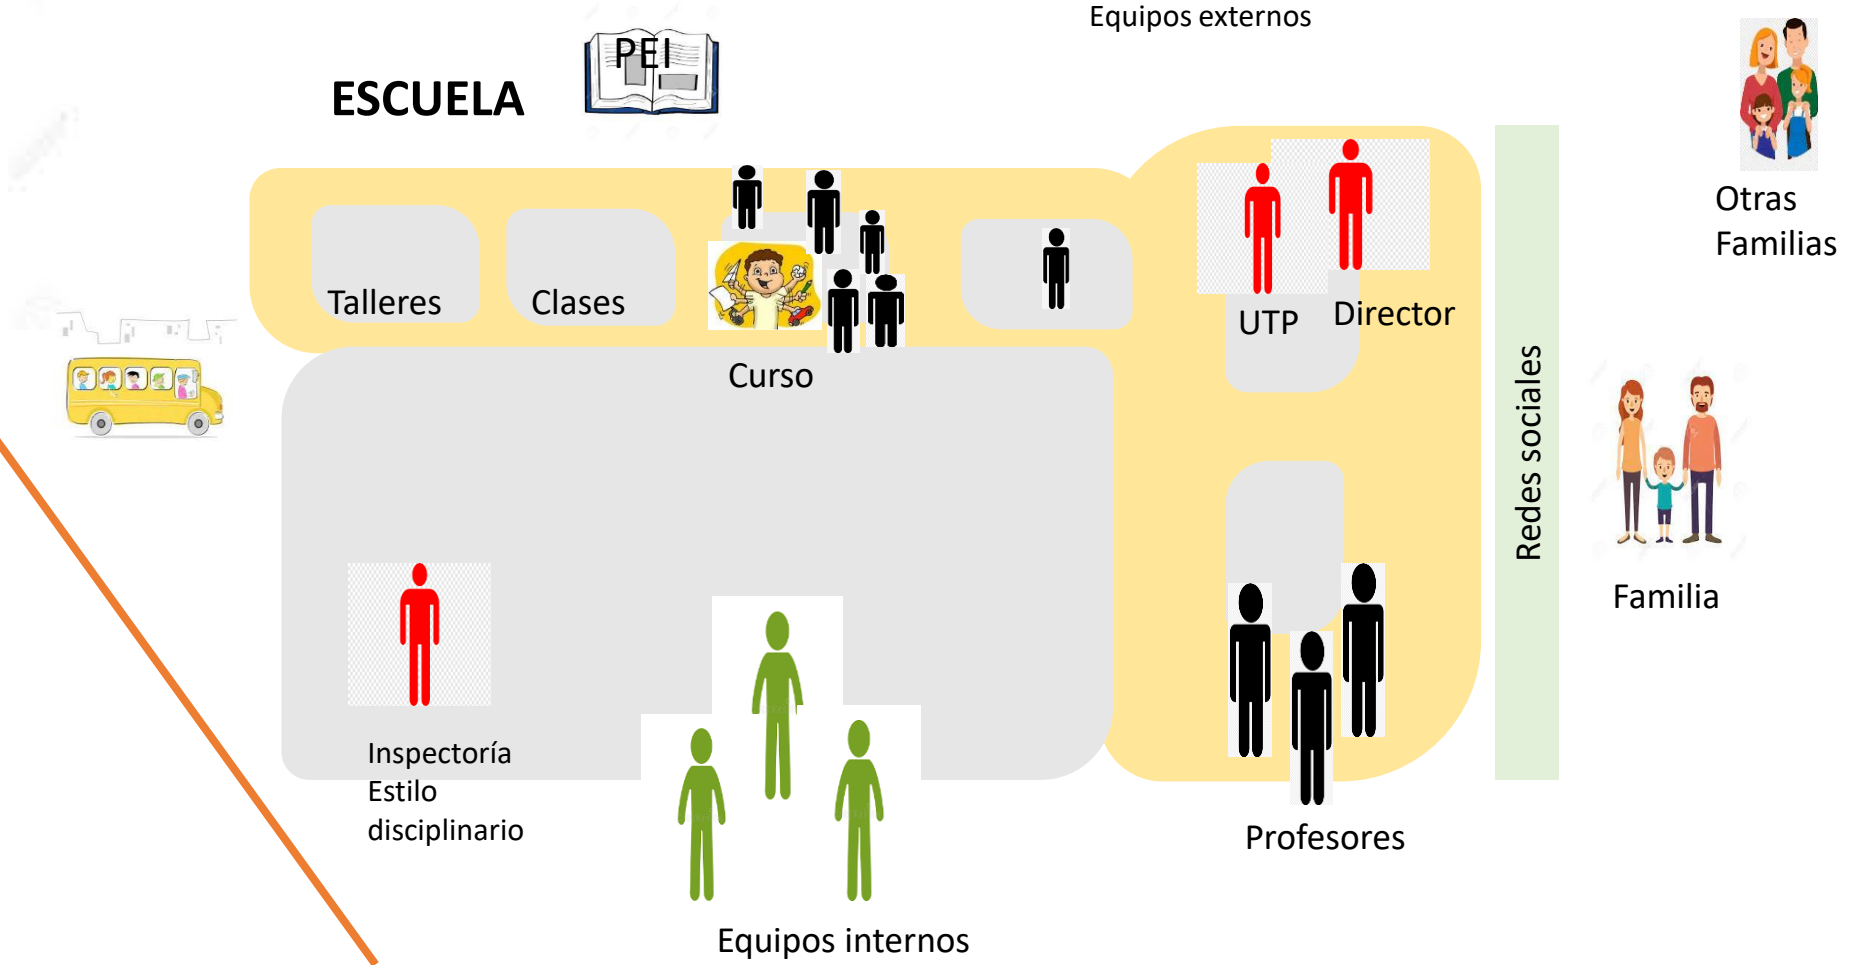 Equipos externos
PEI
ESCUELA
Otras
Familias
Talleres
Clases
UTP
Director
Curso
Redes sociales
Familia
Inspectoría
Estilo
disciplinario
Profesores
Equipos internos